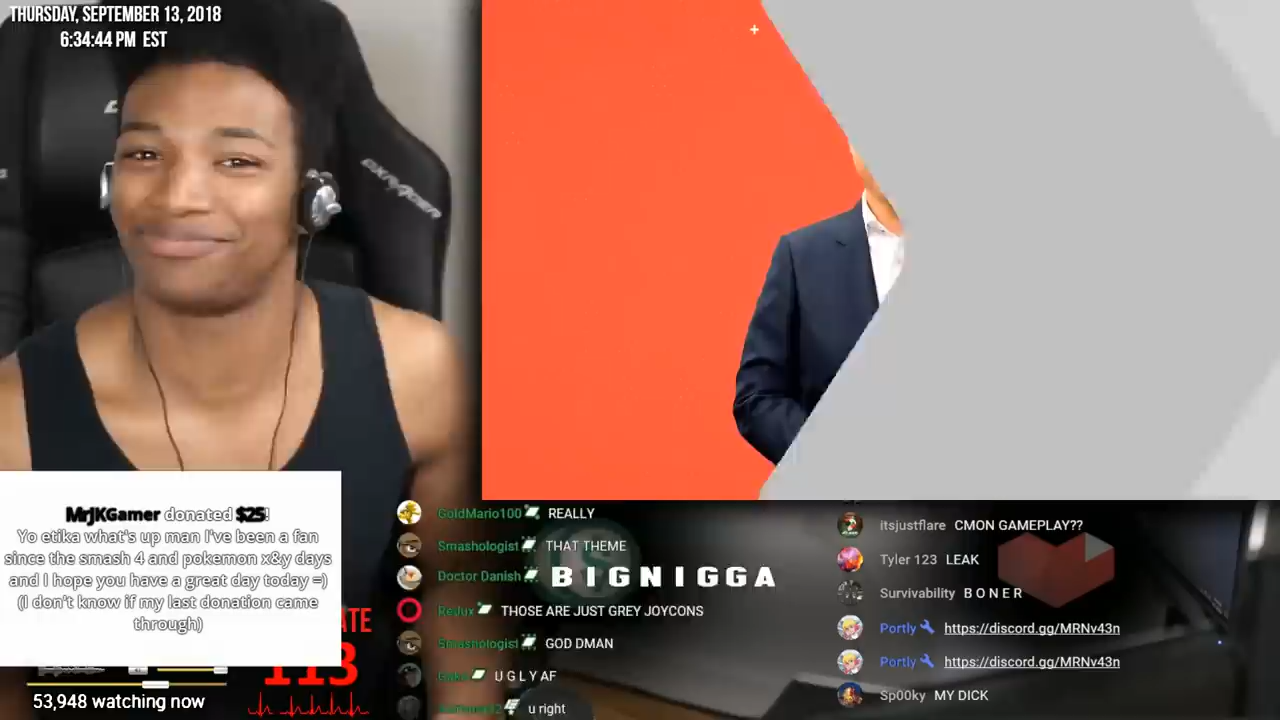 THURSDAY, SEPTEMBER 13, 2018
6:34:44 PM EST
MrJKGamer donated $25!
Yo etika what's up man I've been a fan
since the smash 4 and pokemon x&y days
and I hope you have a great day today =)
(I don't know if my last donation came
through)
113
53,948 watching now
GoldMario100 REALLY
Smashologist THAT THEME
Doctor Danish BIGNIGGA
Redux THOSE ARE JUST GREY JOYCONS
Smashologist GOD DMAN
U G L Y AF
u right
itsjustflare CMON GAMEPLAY??
Tyler 123 LEAK
Survivability B O N E R
Portly https://discord.gg/MRNv43n
Portly https://discord.gg/MRNv43n
Sp00ky MY DICK